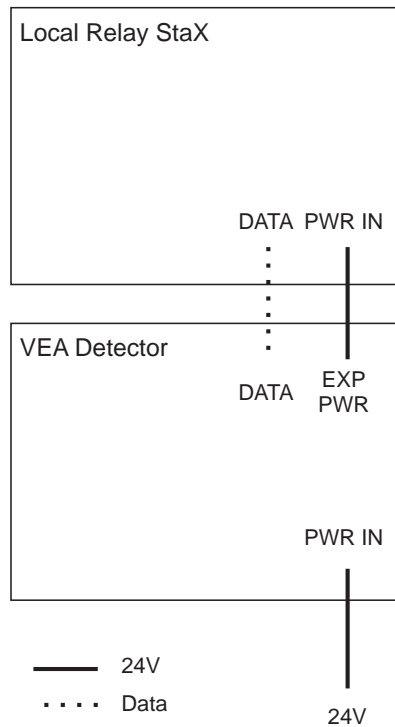 Local Relay StaX
DATA PWR IN
VEA Detector
DATA EXP PWR
PWR IN
24V
Data
24V